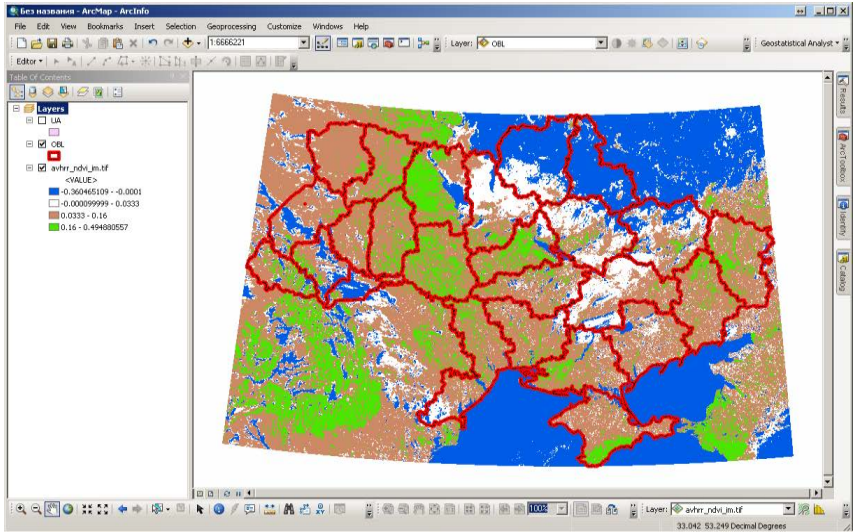 Без названия - ArcMap - ArcInfo
File Edit View Bookmarks Insert Selection Geoprocessing Customize Windows Help
1:6666221 Layer: OBL Geostatistical Analyst
Editor
Table Of Contents
Layers
UA
OBL
avhrr_ndvi_im.tif
<VALUE>
-0.360465109 - -0.0001
-0.000099999 - 0.0333
0.0333 - 0.16
0.16 - 0.494880557
Results
ArcToolbox
Identity
Catalog
100% Layer: avhrr_ndvi_im.tif
33.042 53.249 Decimal Degrees